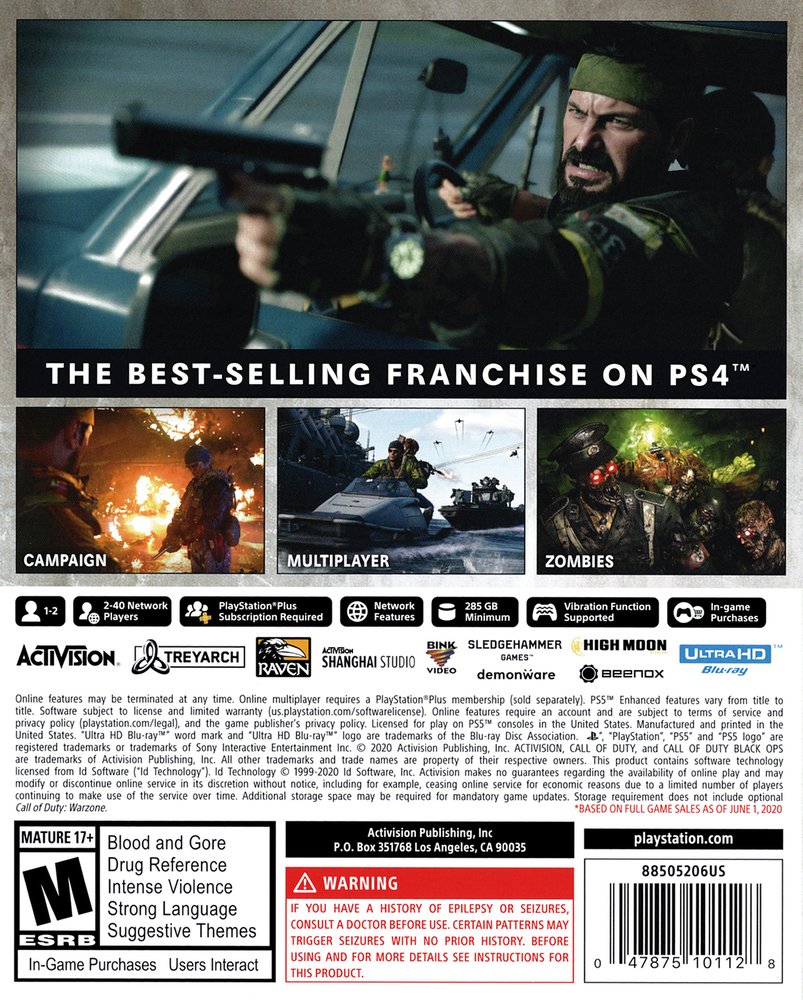 THE BEST-SELLING FRANCHISE ON PS4™
CAMPAIGN
MULTIPLAYER
ZOMBIES
1-2
2-40 Network
Players
PlayStation®Plus
Subscription Required
Network
Features
285 GB
Minimum
Vibration Function
Supported
In-game
Purchases
ACTIVISION.
TREYARCH
RAVEN
ACTIVISION
SHANGHAI STUDIO
BINK
VIDEO
SLEDGEHAMMER
GAMES™
demonware
HIGH MOON
BEENOX
ULTRA HD™
Blu-ray
Online features may be terminated at any time. Online multiplayer requires a PlayStation®Plus membership (sold separately). PS5™ Enhanced features vary from title to
title. Software subject to license and limited warranty (us.playstation.com/softwarelicense). Online features require an account and are subject to terms of service and
privacy policy (playstation.com/legal), and the game publisher's privacy policy. Licensed for play on PS5™ consoles in the United States. Manufactured and printed in the
United States. "Ultra HD Blu-ray™" word mark and "Ultra HD Blu-ray™" logo are trademarks of the Blu-ray Disc Association. "PlayStation", "PS5" and "PS5 logo" are
registered trademarks or trademarks of Sony Interactive Entertainment Inc. © 2020 Activision Publishing, Inc. ACTIVISION, CALL OF DUTY, and CALL OF DUTY BLACK OPS
are trademarks of Activision Publishing, Inc. All other trademarks and trade names are property of their respective owners. This product contains software technology
licensed from Id Software ("Id Technology"). Id Technology © 1999-2020 Id Software, Inc. Activision makes no guarantees regarding the availability of online play and may
modify or discontinue online service in its discretion without notice, including for example, ceasing online service for economic reasons due to a limited number of players
continuing to make use of the service over time. Additional storage space may be required for mandatory game updates. Storage requirement does not include optional
Call of Duty: Warzone.
*BASED ON FULL GAME SALES AS OF JUNE 1, 2020
MATURE 17+
M
ESRB
Blood and Gore
Drug Reference
Intense Violence
Strong Language
Suggestive Themes
In-Game Purchases Users Interact
Activision Publishing, Inc
P.O. Box 351768 Los Angeles, CA 90035
WARNING
IF YOU HAVE A HISTORY OF EPILEPSY OR SEIZURES,
CONSULT A DOCTOR BEFORE USE. CERTAIN PATTERNS MAY
TRIGGER SEIZURES WITH NO PRIOR HISTORY. BEFORE
USING AND FOR MORE DETAILS SEE INSTRUCTIONS FOR
THIS PRODUCT.
playstation.com
88505206US
0 47875 10112 8